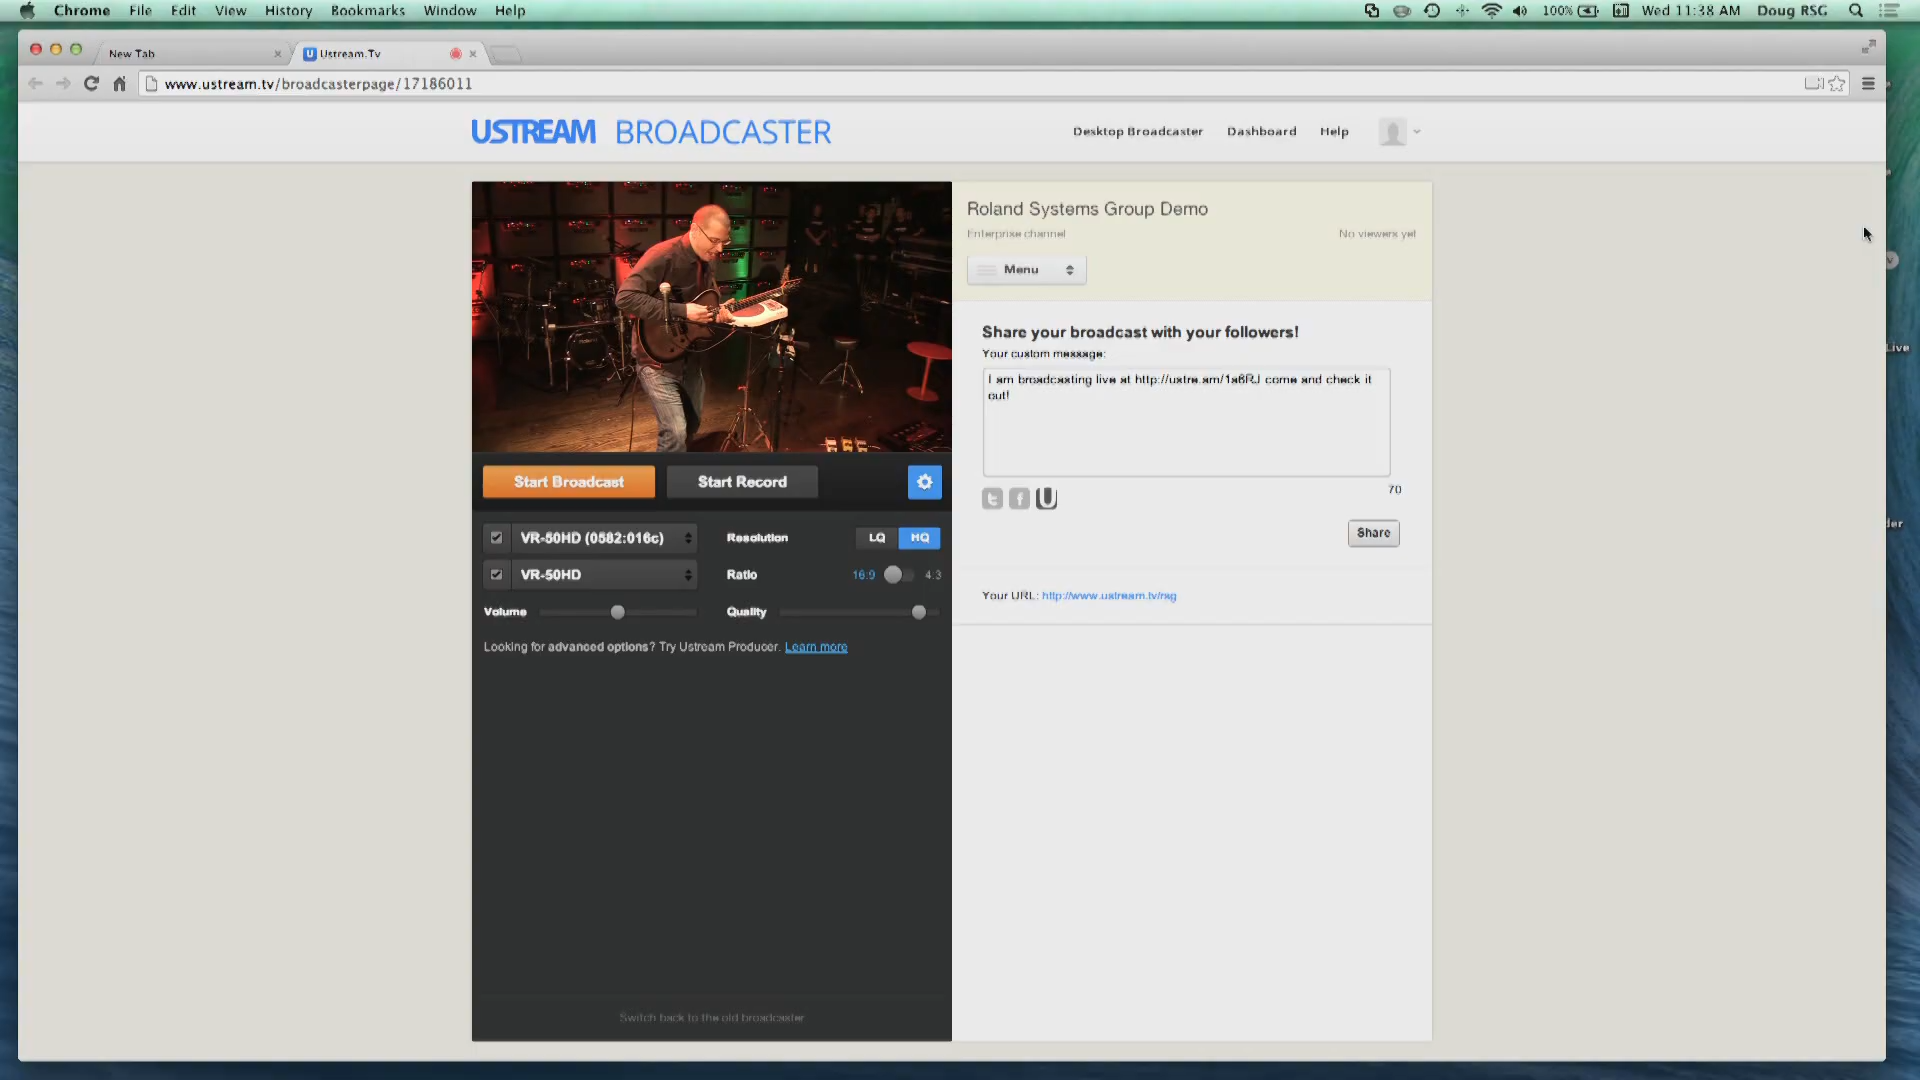 Chrome File Edit View History Bookmarks Window Help
100% Wed 11:38 AM Doug RSG
New Tab
Ustream.Tv
www.ustream.tv/broadcasterpage/17186011
USTREAM BROADCASTER
Desktop Broadcaster Dashboard Help
Roland Systems Group Demo
Enterprise channel
No viewers yet
Menu
Share your broadcast with your followers!
Your custom message:
I am broadcasting live at http://ustre.am/1a6RJ come and check it
out!
70
Share
Your URL: http://www.ustream.tv/rsg
Start Broadcast
Start Record
VR-50HD (0582:016c)
Resolution
LQ HQ
VR-50HD
Ratio
16:9 4:3
Volume
Quality
Looking for advanced options? Try Ustream Producer. Learn more
Switch back to the old broadcaster
Live
der